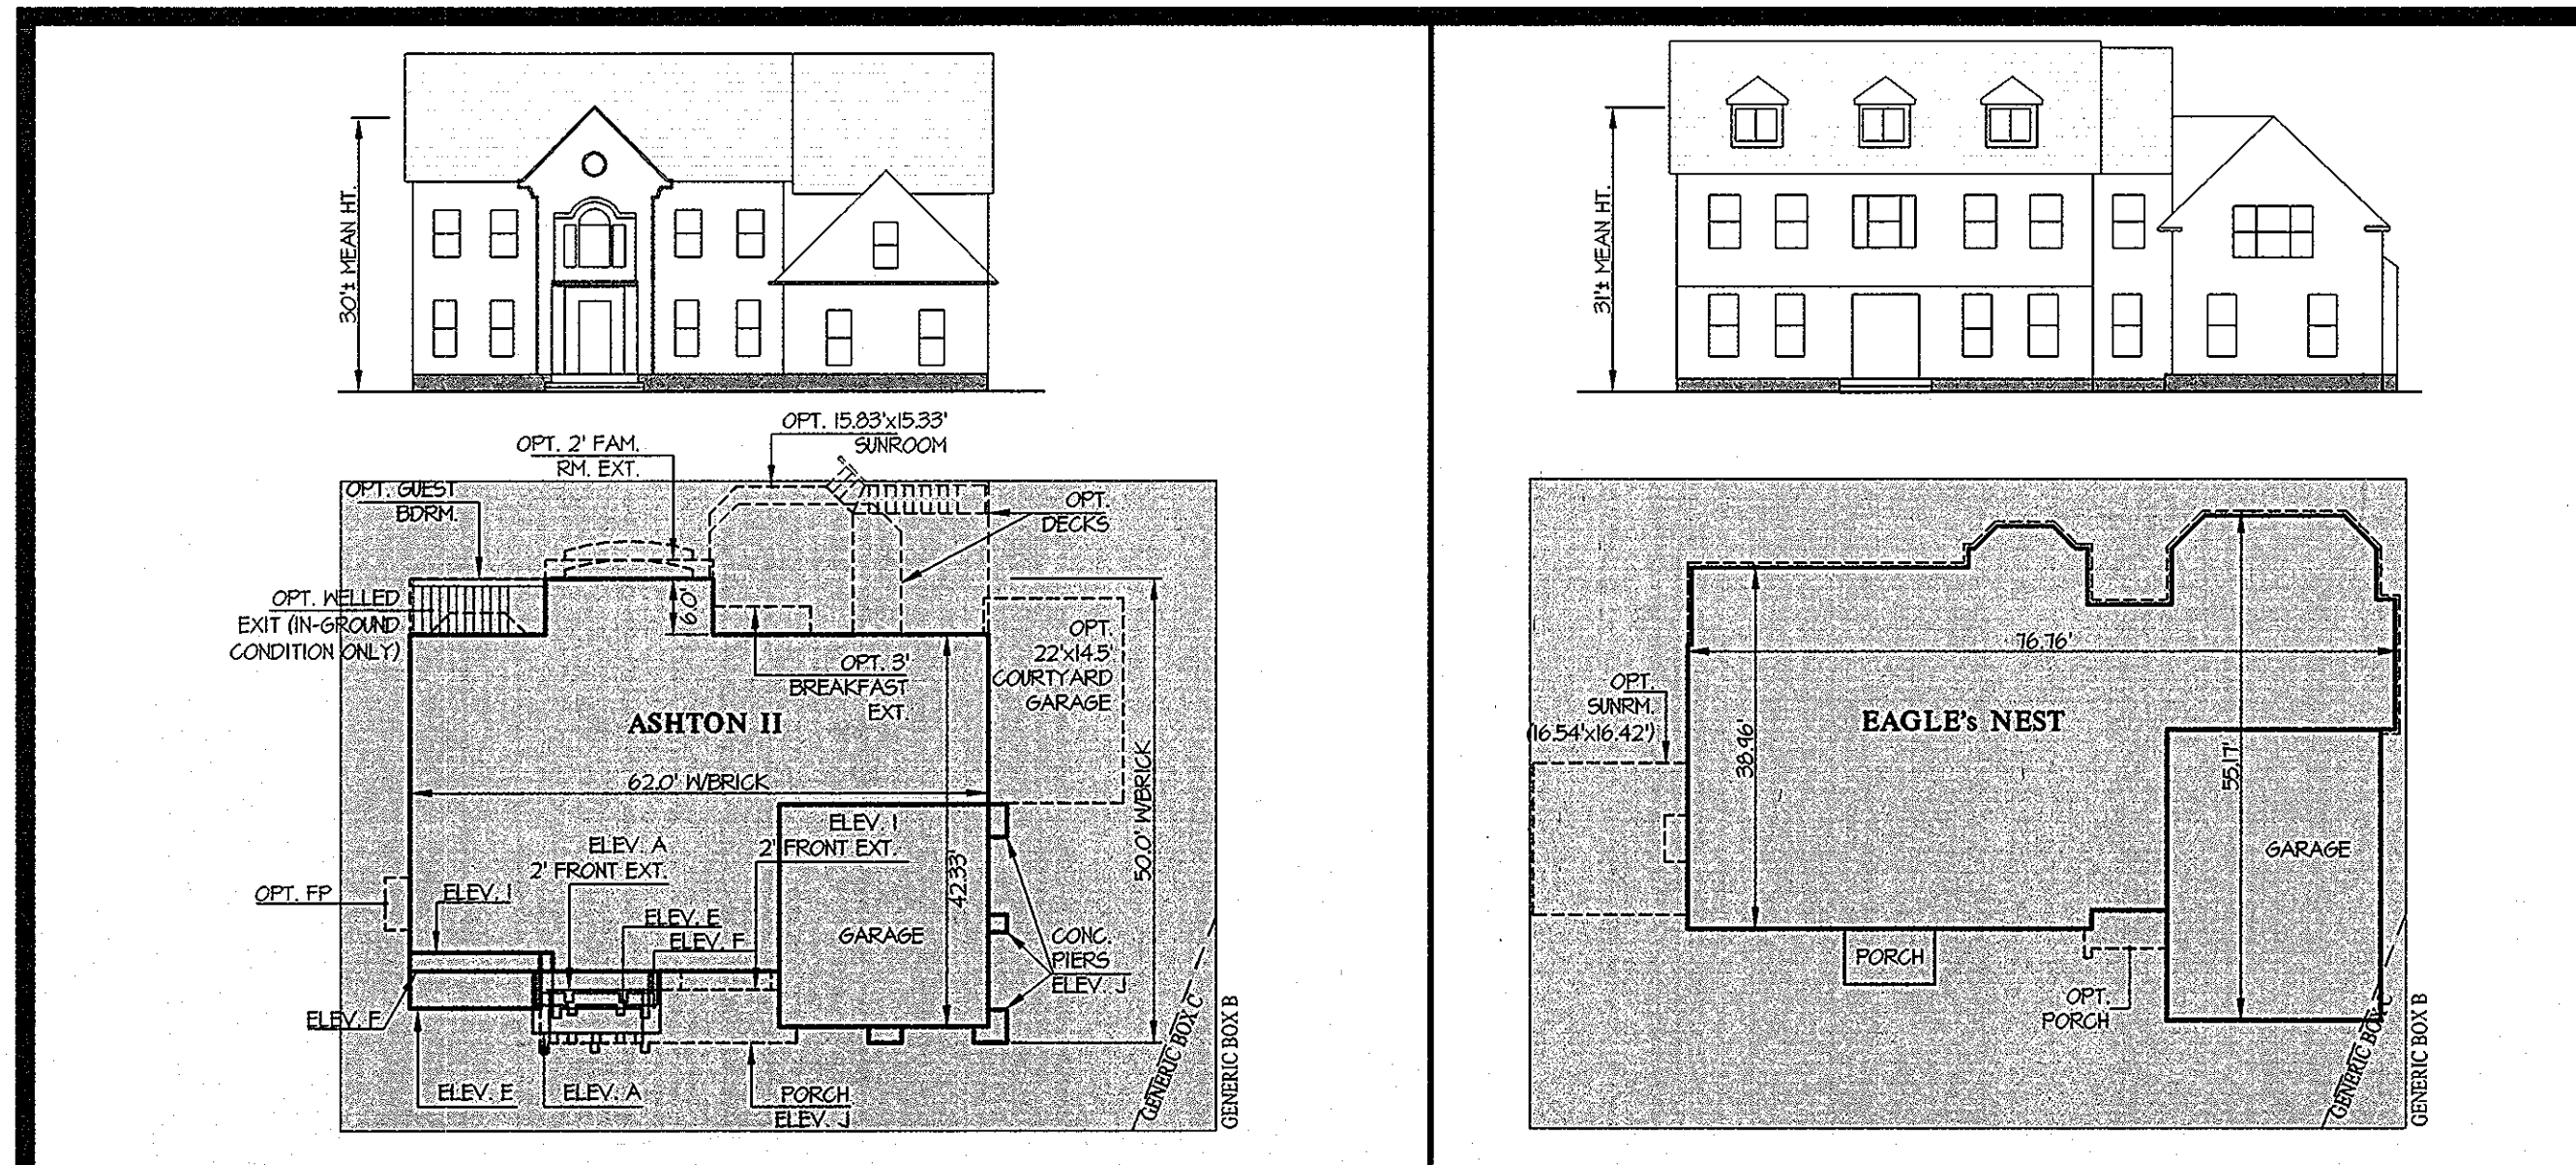 30'± MEAN HT.
OPT. 15.83'x15.33'
SUNROOM
OPT. 2' FAM.
RM. EXT.
OPT. GUEST
BDRM.
OPT.
DECKS
OPT. WELLED
EXIT (IN-GROUND
CONDITION ONLY)
6.0'
OPT.
22'x14.5'
COURTYARD
GARAGE
OPT. 3'
BREAKFAST
EXT.
ASHTON II
62.0' W/BRICK
50.0' W/BRICK
ELEV. I
2' FRONT EXT.
ELEV. A
2' FRONT EXT.
42.33'
OPT. FP
ELEV. I
ELEV. E
ELEV. F
GARAGE
CONC.
PIERS
ELEV. J
ELEV. F
ELEV. E
ELEV. A
PORCH
ELEV. J
GENERIC BOX C
GENERIC BOX B
31'± MEAN HT.
76.76'
OPT.
SUNRM.
(16.54'x16.42')
EAGLE's NEST
38.96'
55.17'
GARAGE
PORCH
OPT.
PORCH
GENERIC BOX C
GENERIC BOX B